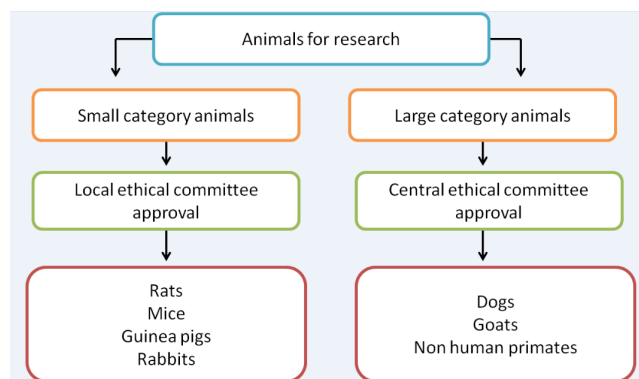 Animals for research
Small category animals
Large category animals
Local ethical committee
approval
Central ethical committee
approval
Rats
Mice
Guinea pigs
Rabbits
Dogs
Goats
Non human primates